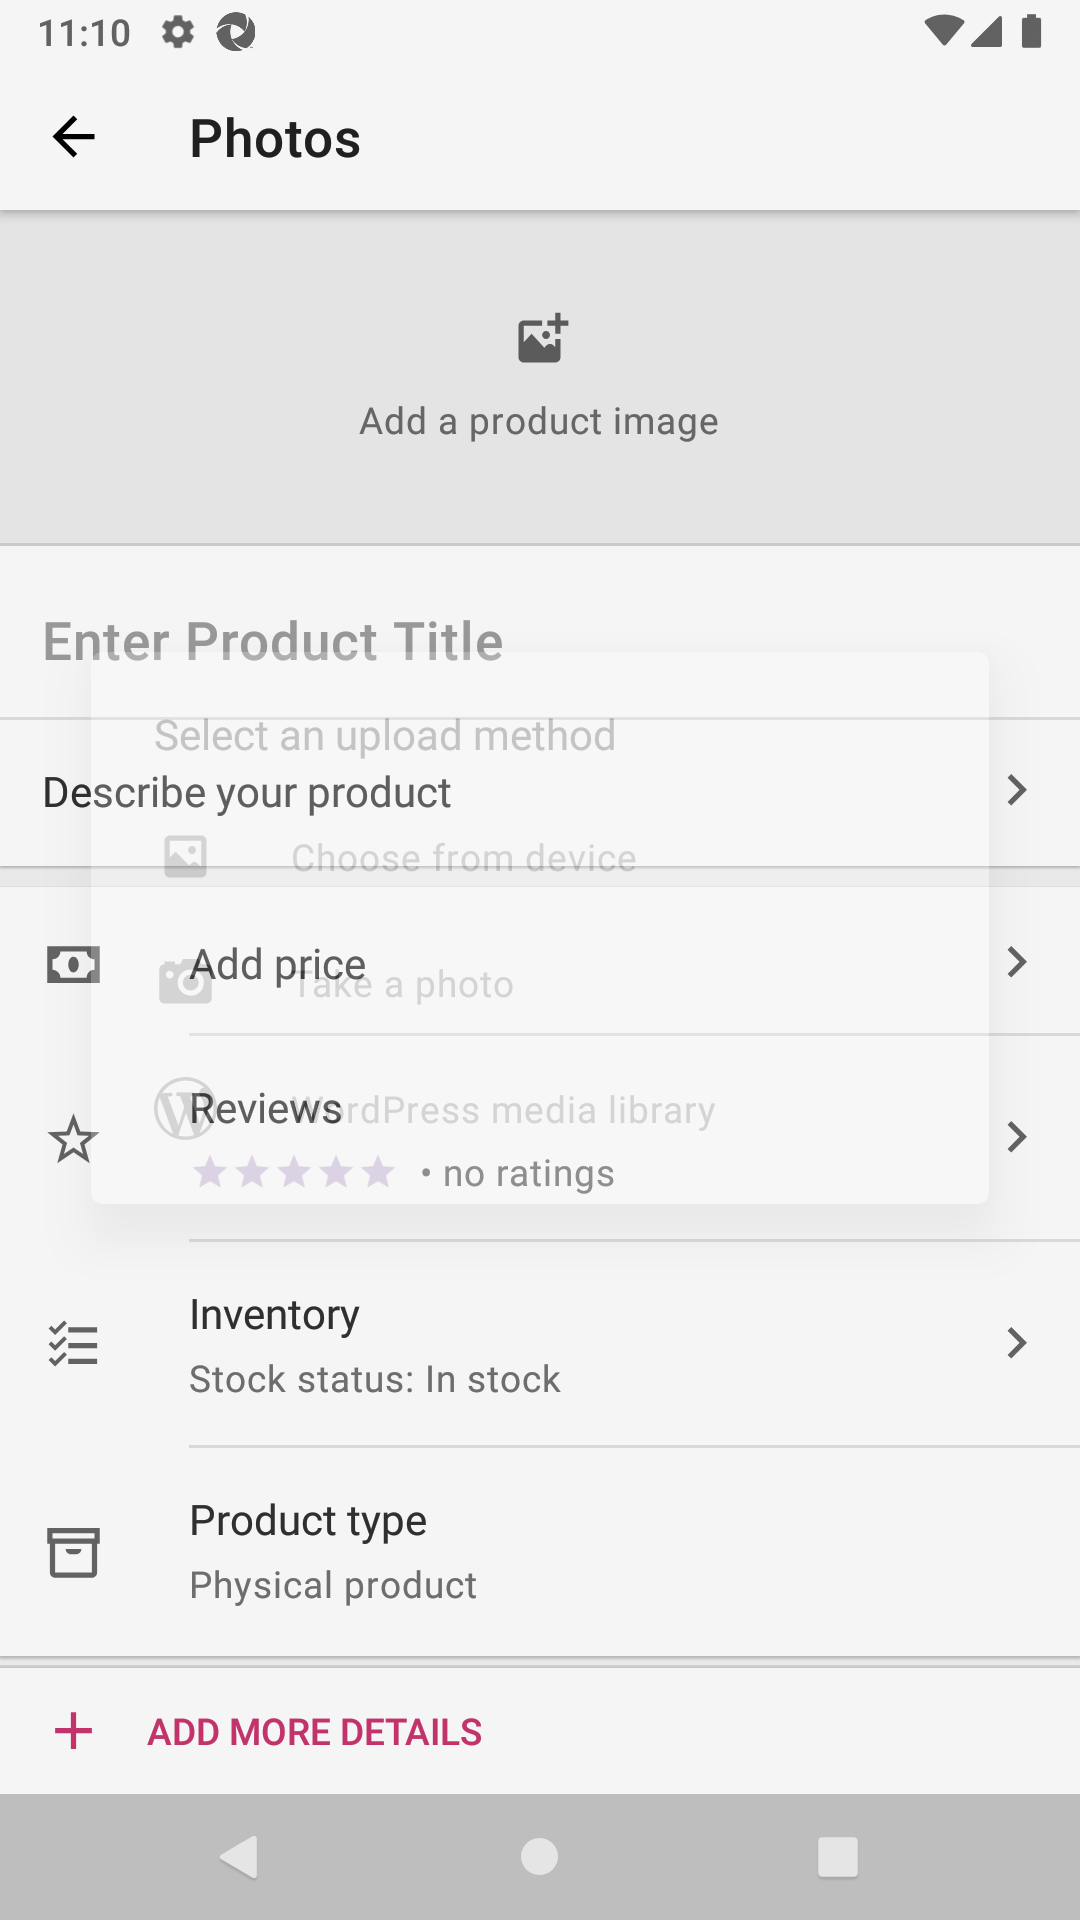 11:10
Photos
Add a product image
Enter Product Title
Select an upload method
Describe your product
Choose from device
Add price
Take a photo
Reviews
WordPress media library
• no ratings
Inventory
Stock status: In stock
Product type
Physical product
ADD MORE DETAILS